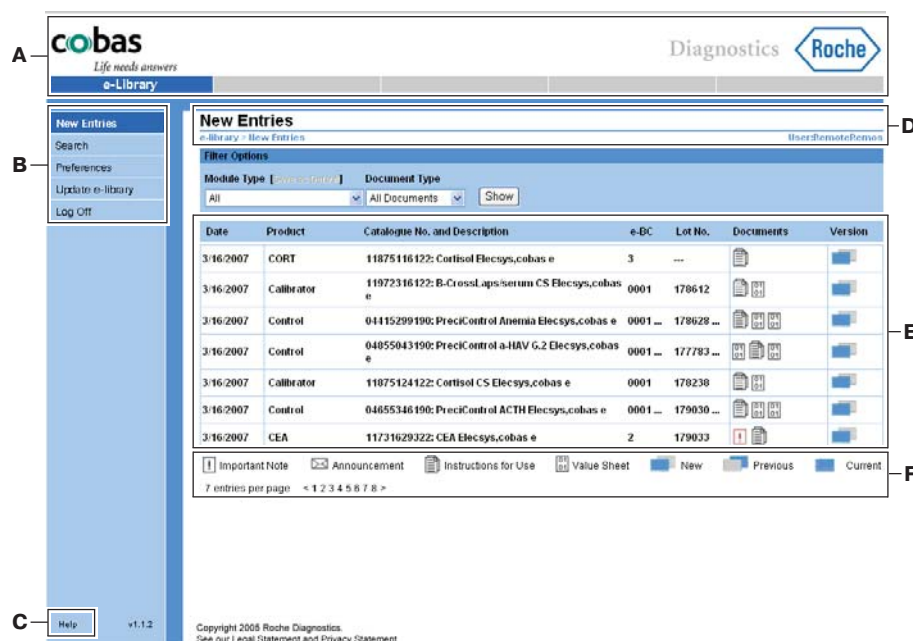 A
cobas
Life needs answers
Diagnostics
Roche
e-Library
B
New Entries
Search
Preferences
Update e-library
Log Off
New Entries
e-library > New Entries
User:RemoteRemos
D
Filter Options
Module Type [ ] Document Type
All All Documents Show
Date Product Catalogue No. and Description e-BC Lot No. Documents Version
3/16/2007 CORT 11875116122: Cortisol Elecsys,cobas e 3 ---
3/16/2007 Calibrator 11972316122: B-CrossLaps/serum CS Elecsys,cobas e 0001 178612
3/16/2007 Control 04415299190: PreciControl Anemia Elecsys,cobas e 0001 ... 178628 ...
3/16/2007 Control 04855043190: PreciControl a-HAV G.2 Elecsys,cobas e 0001 ... 177783 ...
3/16/2007 Calibrator 11875124122: Cortisol CS Elecsys,cobas e 0001 178238
3/16/2007 Control 04655346190: PreciControl ACTH Elecsys,cobas e 0001 ... 179030 ...
3/16/2007 CEA 11731629322: CEA Elecsys,cobas e 2 179033
E
! Important Note Announcement Instructions for Use Value Sheet New Previous Current
7 entries per page < 1 2 3 4 5 6 7 8 >
F
C
Help v1.1.2
Copyright 2005 Roche Diagnostics.
See our Legal Statement and Privacy Statement